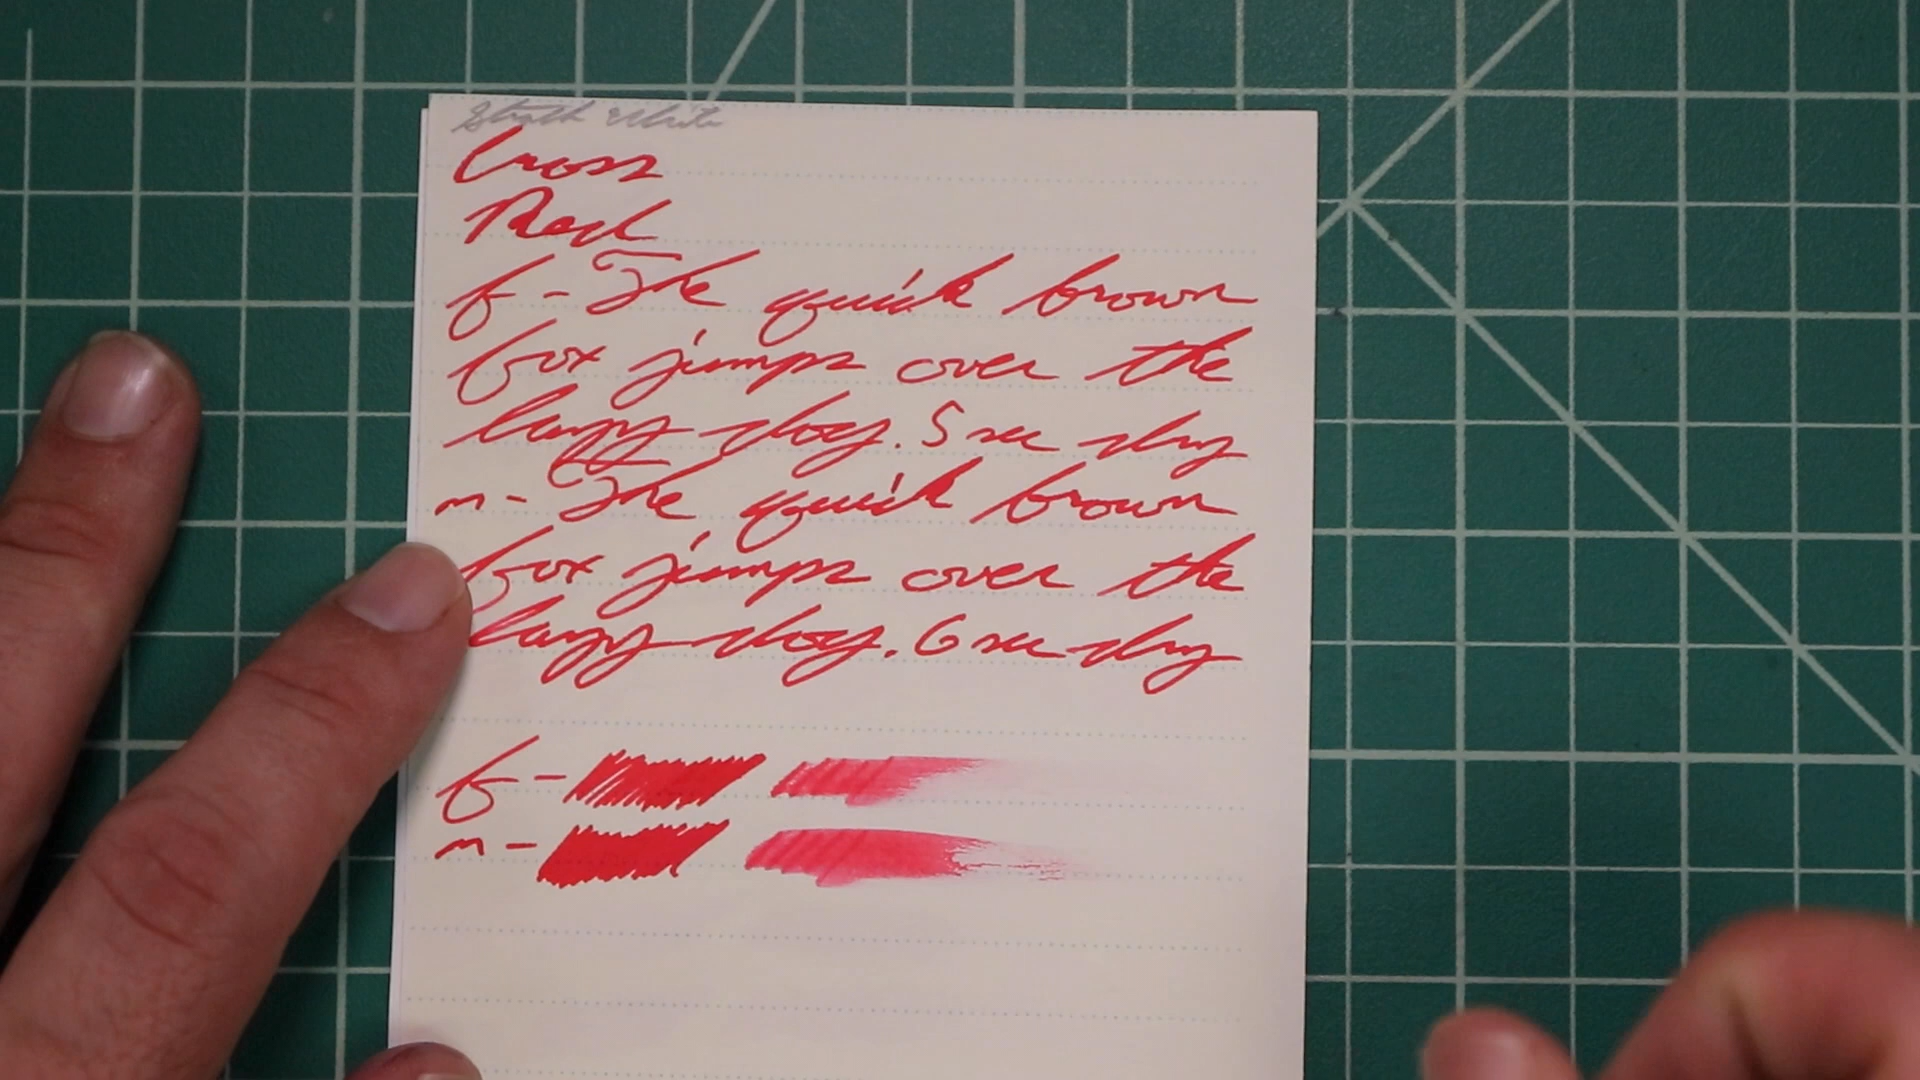 White
Cross
Red
f - The quick brown
fox jumps over the
lazy dog. 5 sec dry
m - The quick brown
fox jumps over the
lazy dog. 6 sec dry
f -
m -